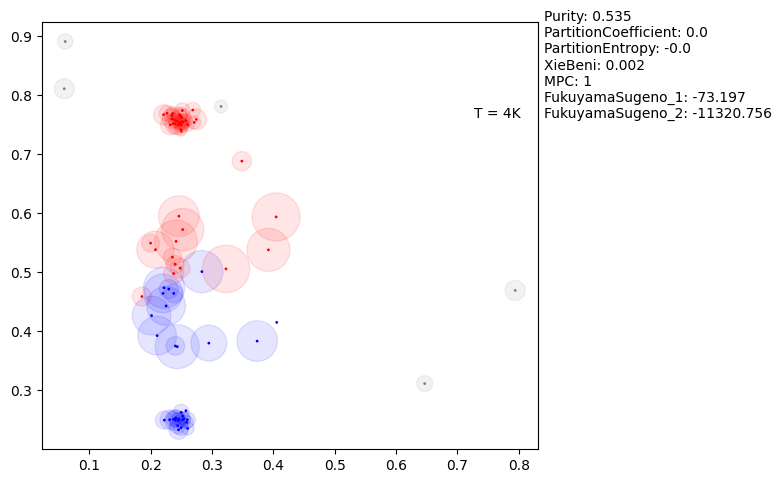 Purity: 0.535
PartitionCoefficient: 0.0
PartitionEntropy: -0.0
XieBeni: 0.002
MPC: 1
FukuyamaSugeno_1: -73.197
FukuyamaSugeno_2: -11320.756
T = 4K
0.9
0.8
0.7
0.6
0.5
0.4
0.3
0.1 0.2 0.3 0.4 0.5 0.6 0.7 0.8